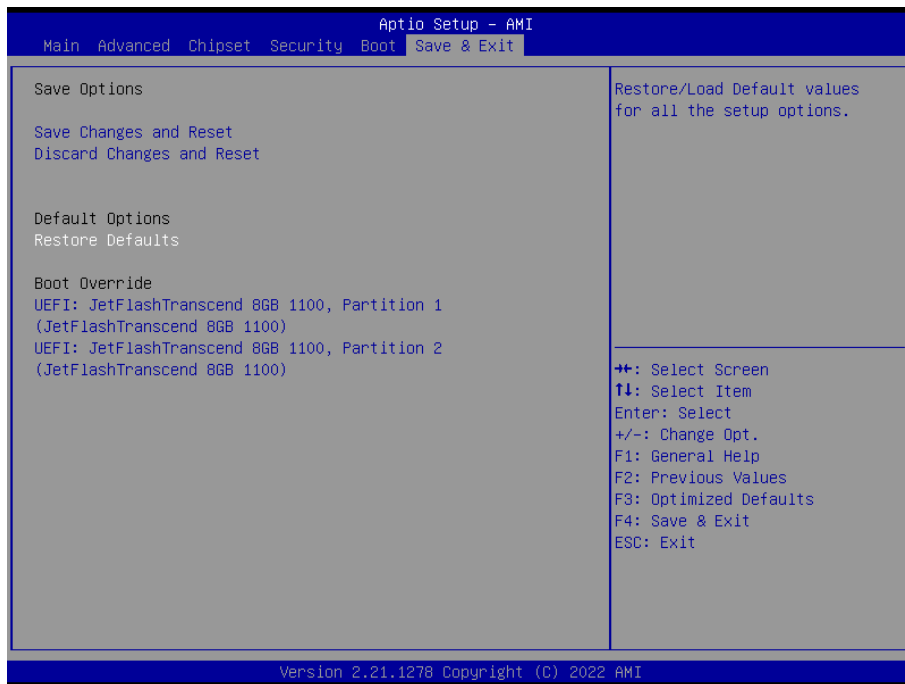 Aptio Setup - AMI
Main Advanced Chipset Security Boot Save & Exit
Save Options
Save Changes and Reset
Discard Changes and Reset
Default Options
Restore Defaults
Boot Override
UEFI: JetFlashTranscend 8GB 1100, Partition 1
(JetFlashTranscend 8GB 1100)
UEFI: JetFlashTranscend 8GB 1100, Partition 2
(JetFlashTranscend 8GB 1100)
Restore/Load Default values
for all the setup options.
→←: Select Screen
↑↓: Select Item
Enter: Select
+/-: Change Opt.
F1: General Help
F2: Previous Values
F3: Optimized Defaults
F4: Save & Exit
ESC: Exit
Version 2.21.1278 Copyright (C) 2022 AMI